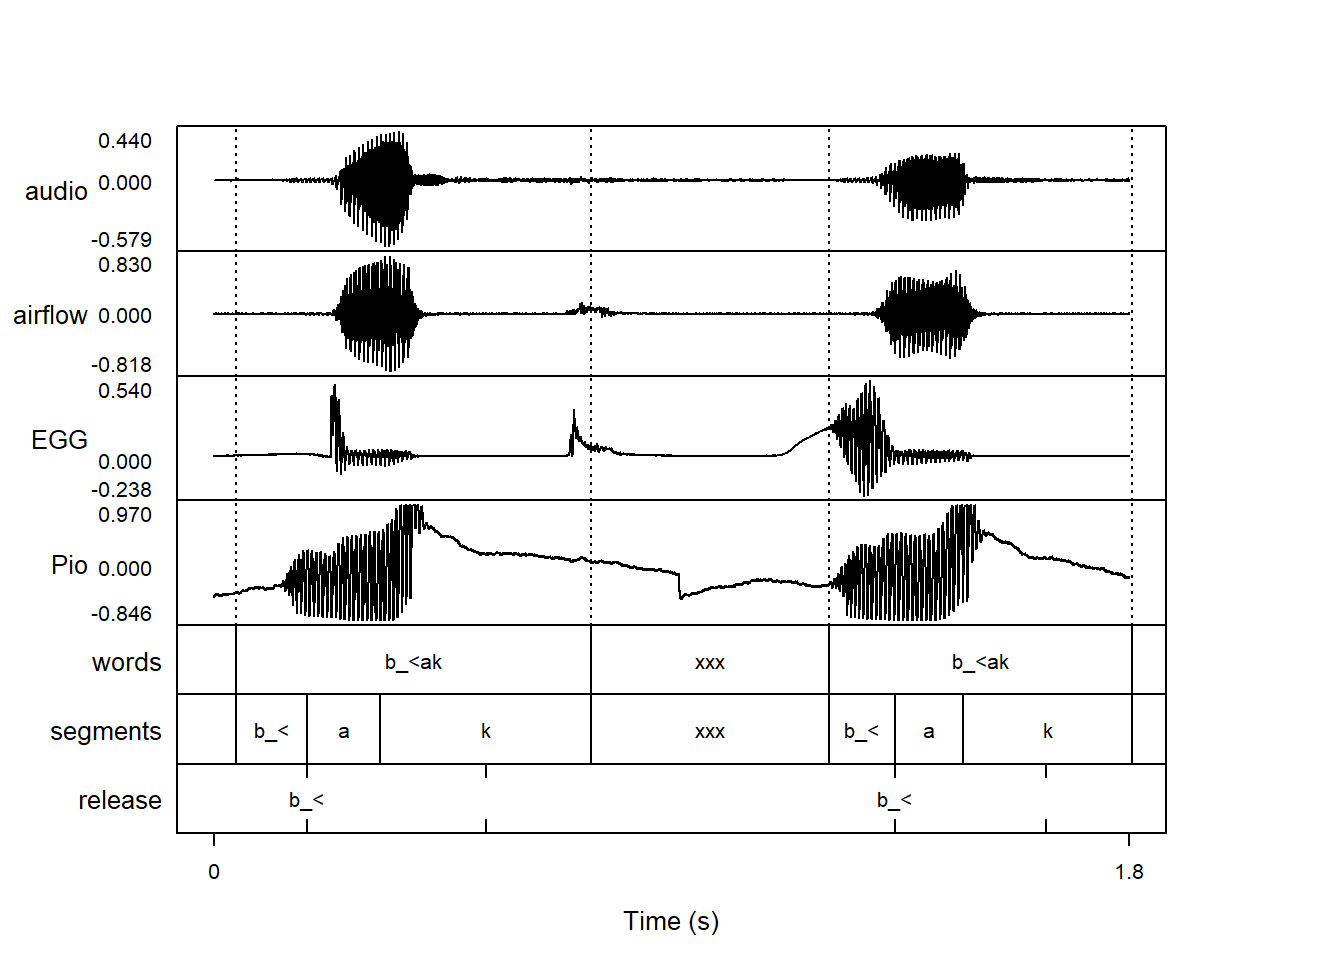 0.440
audio 0.000
-0.579
0.830
airflow 0.000
-0.818
0.540
EGG
0.000
-0.238
0.970
Pio 0.000
-0.846
words b_<ak xxx b_<ak
segments b_< a k xxx b_< a k
release b_< b_<
0 1.8
Time (s)